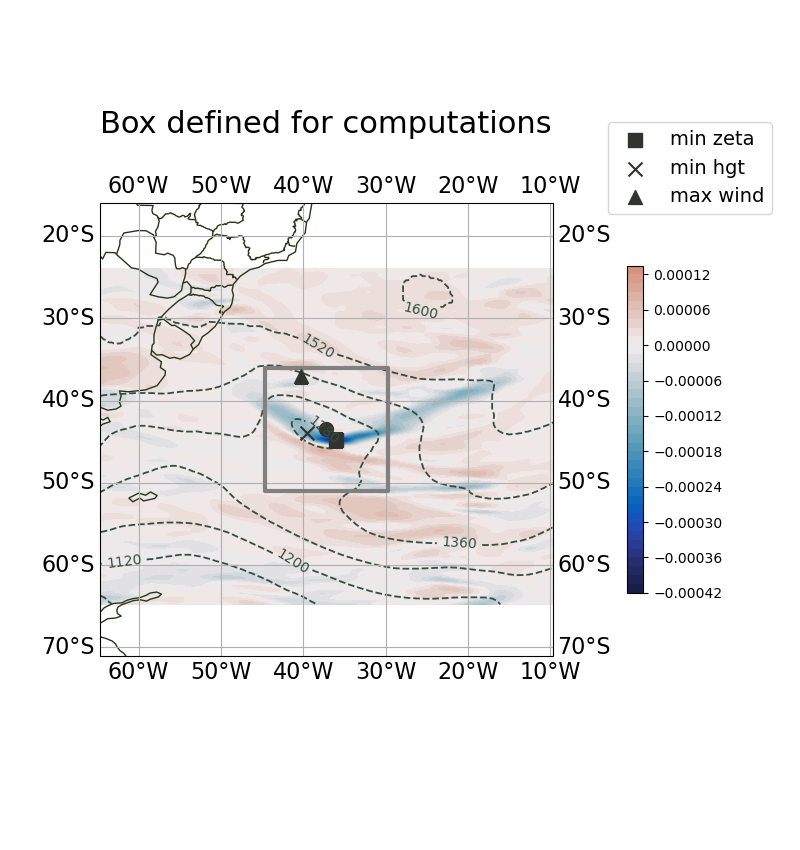 Box defined for computations
min zeta
min hgt
max wind
60°W 50°W 40°W 30°W 20°W 10°W
20°S 20°S
30°S 30°S
40°S 40°S
50°S 50°S
60°S 60°S
70°S 70°S
60°W 50°W 40°W 30°W 20°W 10°W
1600
1520
1360
1200
1120
0.00012
0.00006
0.00000
−0.00006
−0.00012
−0.00018
−0.00024
−0.00030
−0.00036
−0.00042